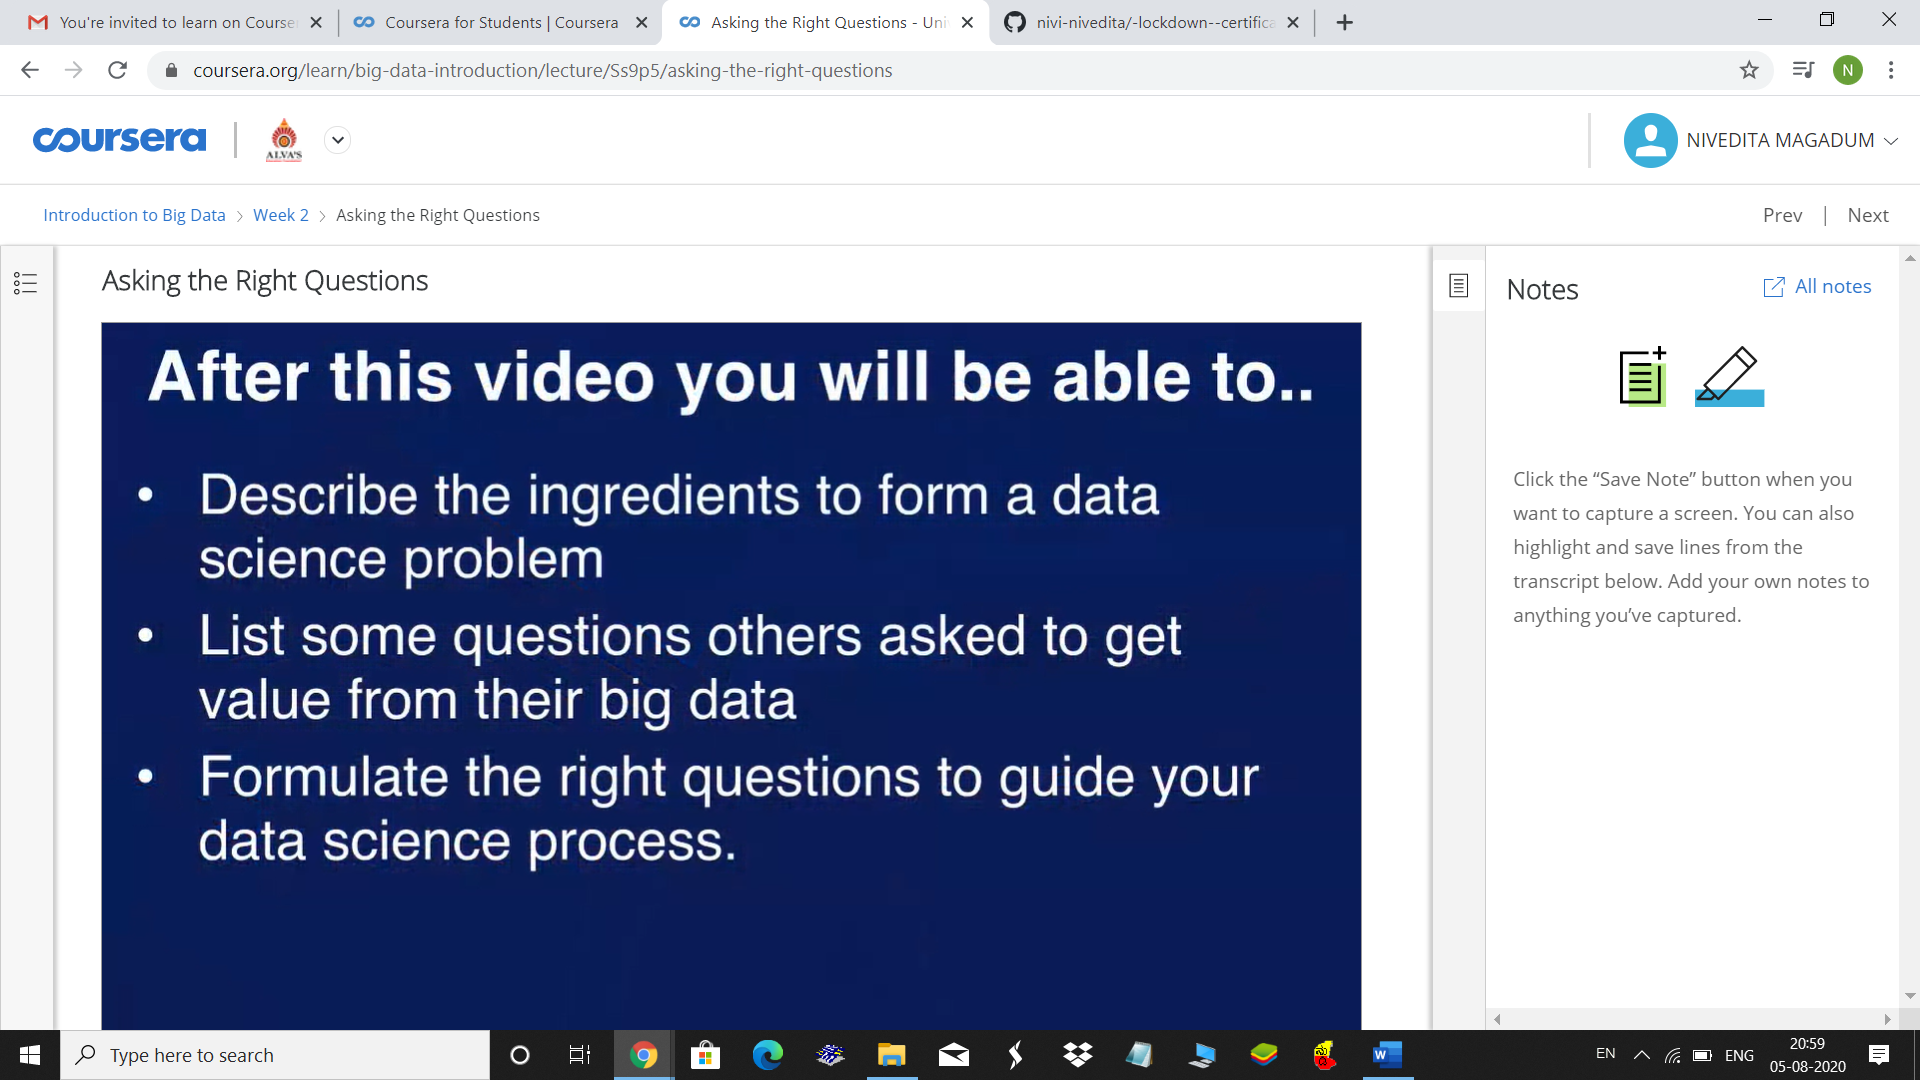 You're invited to learn on Course
Coursera for Students | Coursera
Asking the Right Questions - Uni
nivi-nivedita/-lockdown--certifica
coursera.org/learn/big-data-introduction/lecture/Ss9p5/asking-the-right-questions
N
coursera
ALVA'S
NIVEDITA MAGADUM
Introduction to Big Data > Week 2 > Asking the Right Questions
Prev | Next
Asking the Right Questions
After this video you will be able to..
• Describe the ingredients to form a data
science problem
• List some questions others asked to get
value from their big data
• Formulate the right questions to guide your
data science process.
Notes
All notes
Click the “Save Note” button when you
want to capture a screen. You can also
highlight and save lines from the
transcript below. Add your own notes to
anything you’ve captured.
Type here to search
EN
ENG
20:59
05-08-2020